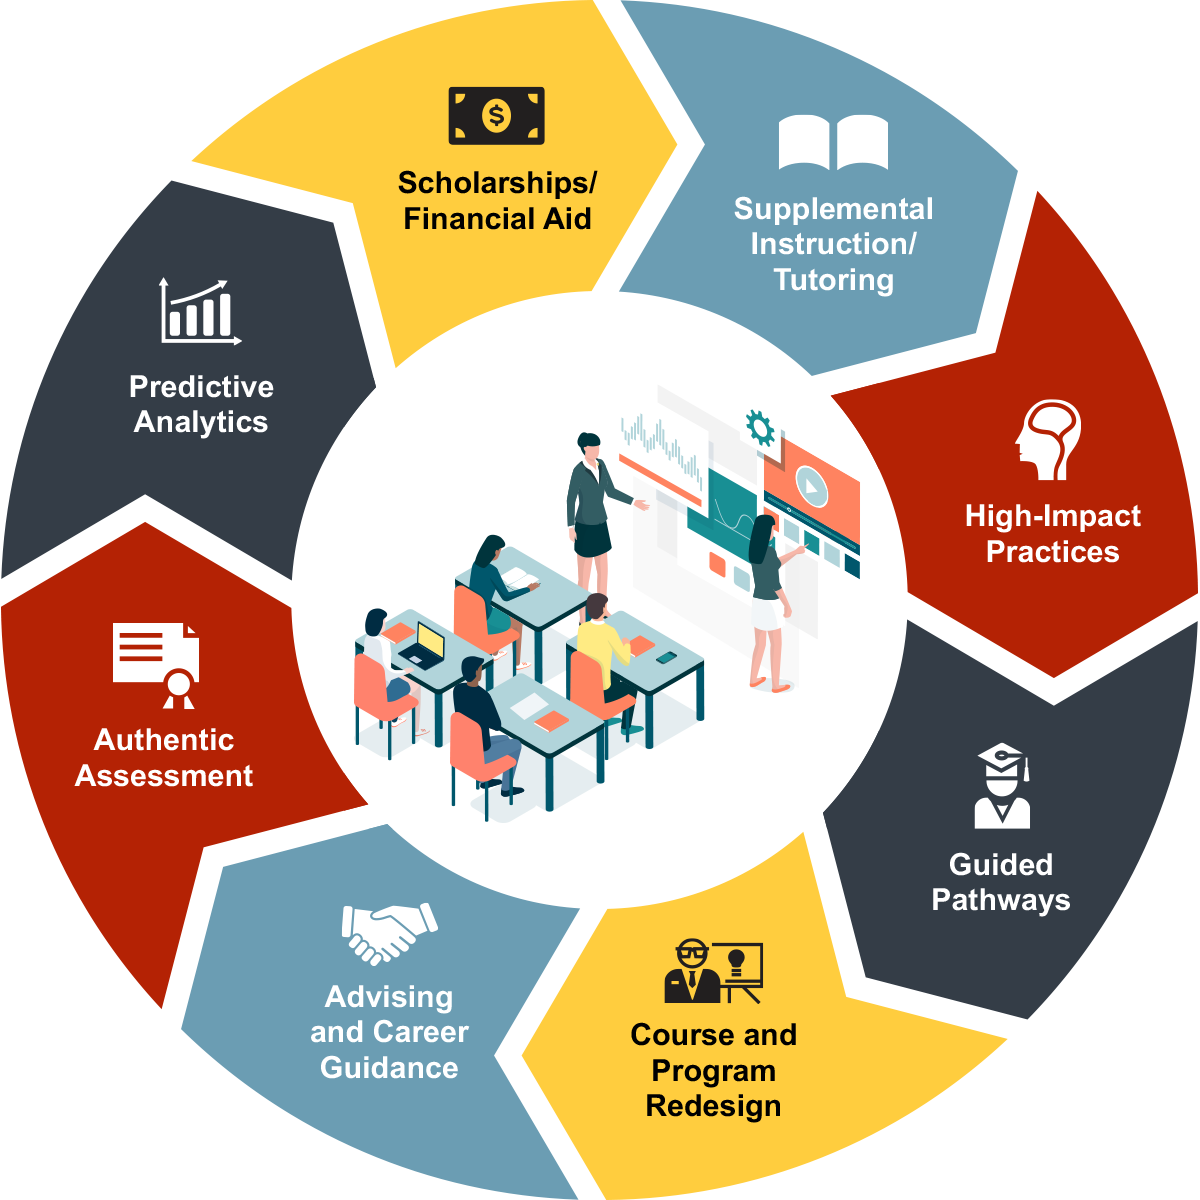 Scholarships/
Financial Aid
Supplemental
Instruction/
Tutoring
High-Impact
Practices
Guided
Pathways
Course and
Program
Redesign
Advising
and Career
Guidance
Authentic
Assessment
Predictive
Analytics
$